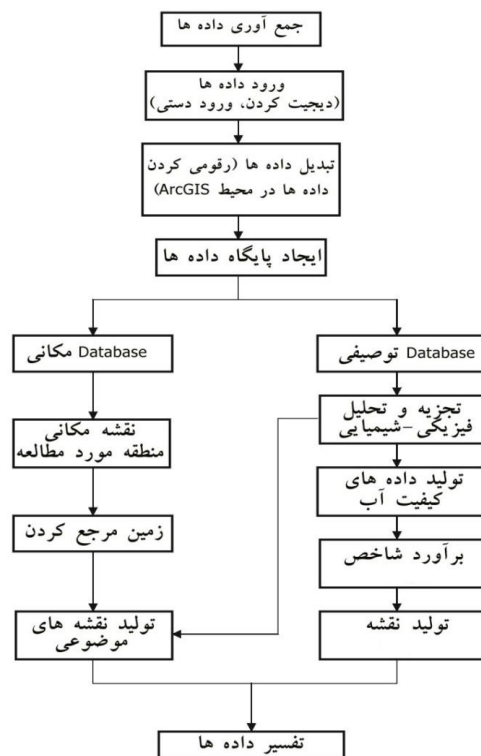 جمع آوری داده ها
ورود داده ها
(دیجیت کردن، ورود دستی)
تبدیل داده ها (رقومی کردن
داده ها در محیط ArcGIS)
ایجاد پایگاه داده ها
Database مکانی
Database توصیفی
نقشه مکانی
منطقه مورد مطالعه
زمین مرجع کردن
تولید نقشه های
موضوعی
تجزیه و تحلیل
فیزیکی-شیمیایی
تولید داده های
کیفیت آب
برآورد شاخص
تولید نقشه
تفسیر داده ها